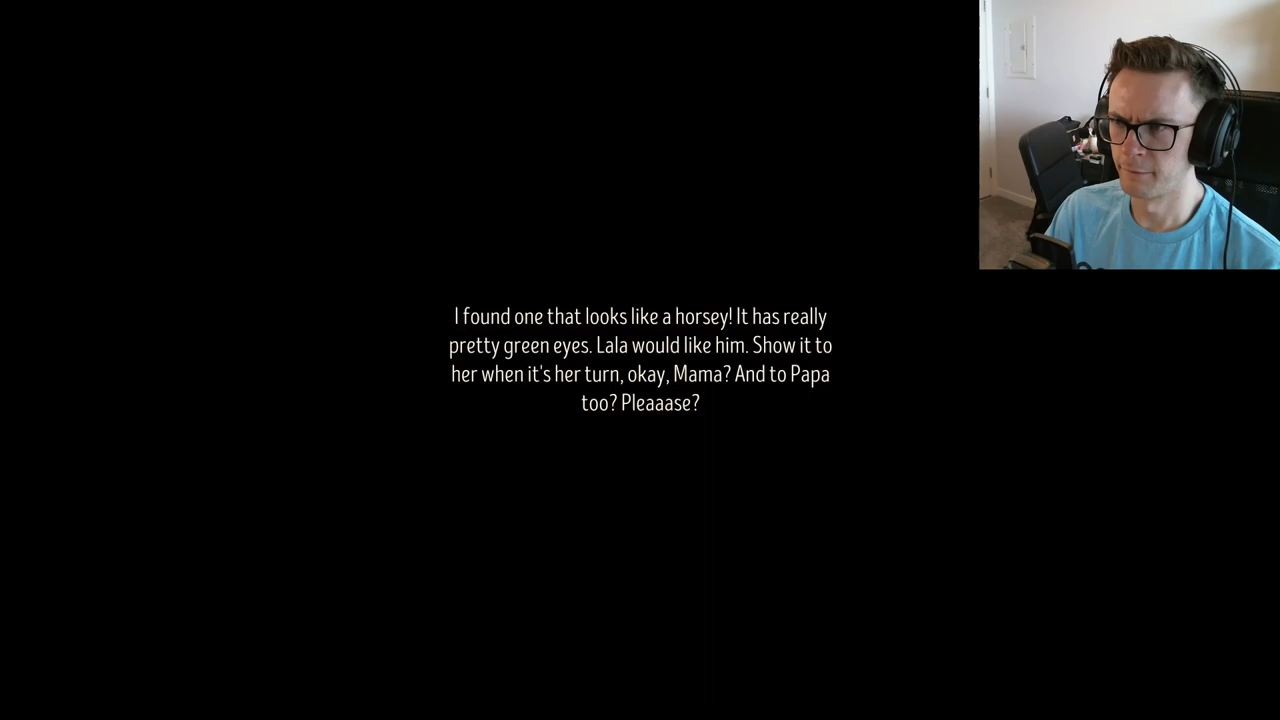 I found one that looks like a horsey! It has really
pretty green eyes. Lala would like him. Show it to
her when it's her turn, okay, Mama? And to Papa
too? Pleaaase?